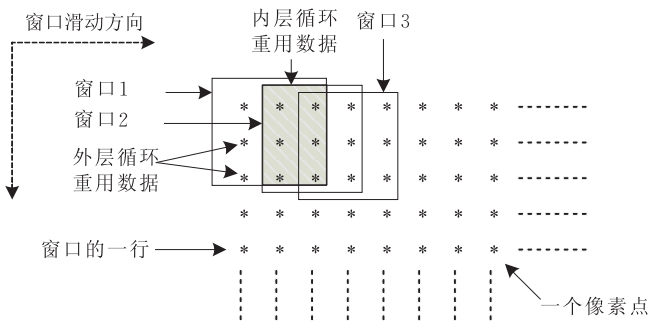 窗口滑动方向
内层循环
重用数据
窗口3
窗口1
窗口2
外层循环
重用数据
窗口的一行
一个像素点